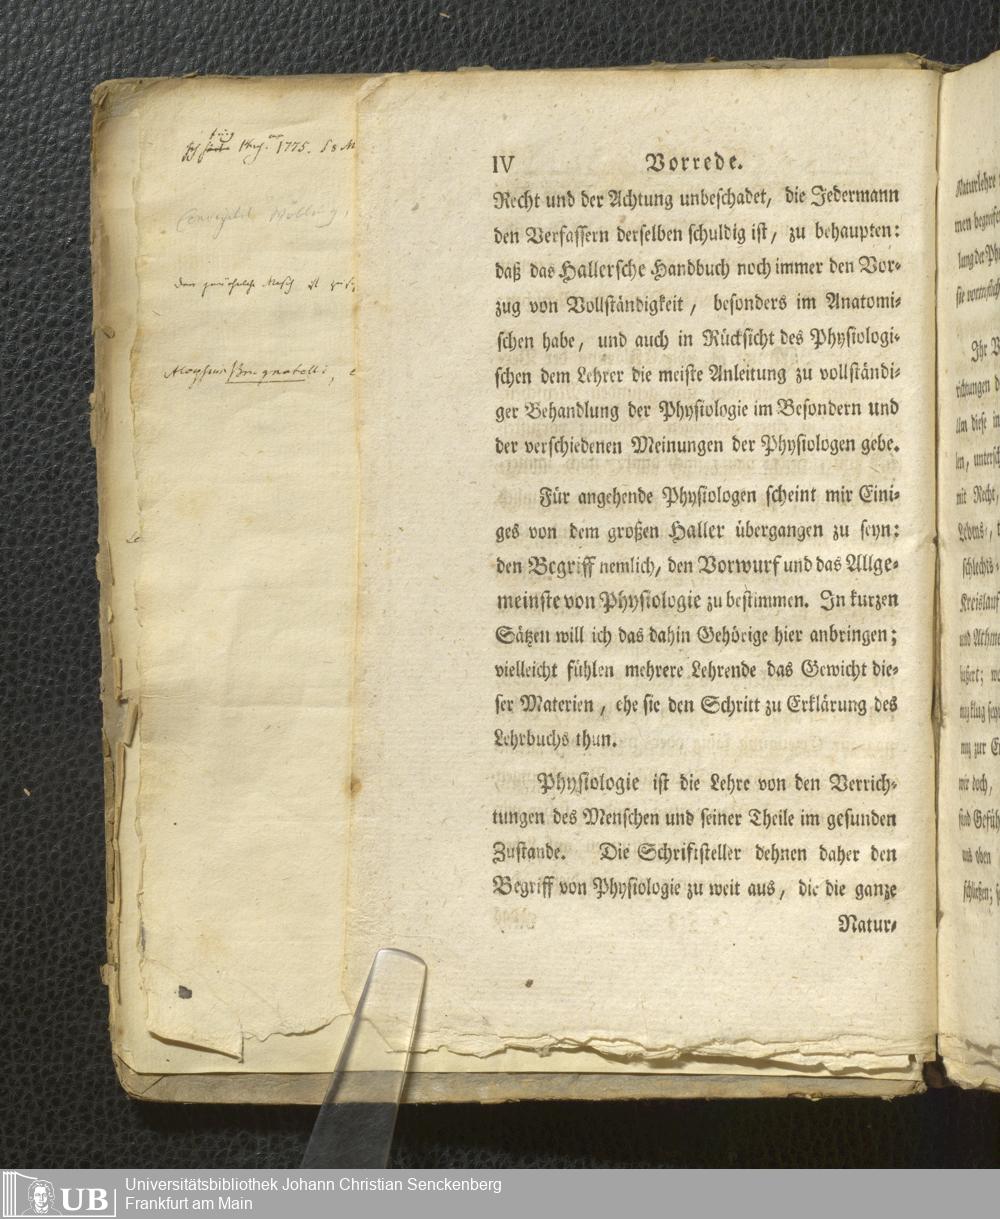 1775.
IV Vorrede.
Recht und der Achtung unbeschadet, die Jedermann
den Verfassern derselben schuldig ist, zu behaupten:
daß das Hallersche Handbuch noch immer den Vor-
zug von Vollständigkeit, besonders im Anatomi-
schen habe, und auch in Rücksicht des Physiologi-
schen dem Lehrer die meiste Anleitung zu vollständi-
ger Behandlung der Physiologie im Besondern und
der verschiedenen Meinungen der Physiologen gebe.
Für angehende Physiologen scheint mir Eini-
ges von dem großen Haller übergangen zu seyn:
den Begriff nemlich, den Vorwurf und das Allge-
meinste von Physiologie zu bestimmen. In kurzen
Sätzen will ich das dahin Gehörige hier anbringen;
vielleicht fühlen mehrere Lehrende das Gewicht die-
ser Materien, ehe sie den Schritt zu Erklärung des
Lehrbuchs thun.
Physiologie ist die Lehre von den Verrich-
tungen des Menschen und seiner Theile im gesunden
Zustande. Die Schriftsteller dehnen daher den
Begriff von Physiologie zu weit aus, die die ganze
Natur-
UB
Universitätsbibliothek Johann Christian Senckenberg
Frankfurt am Main